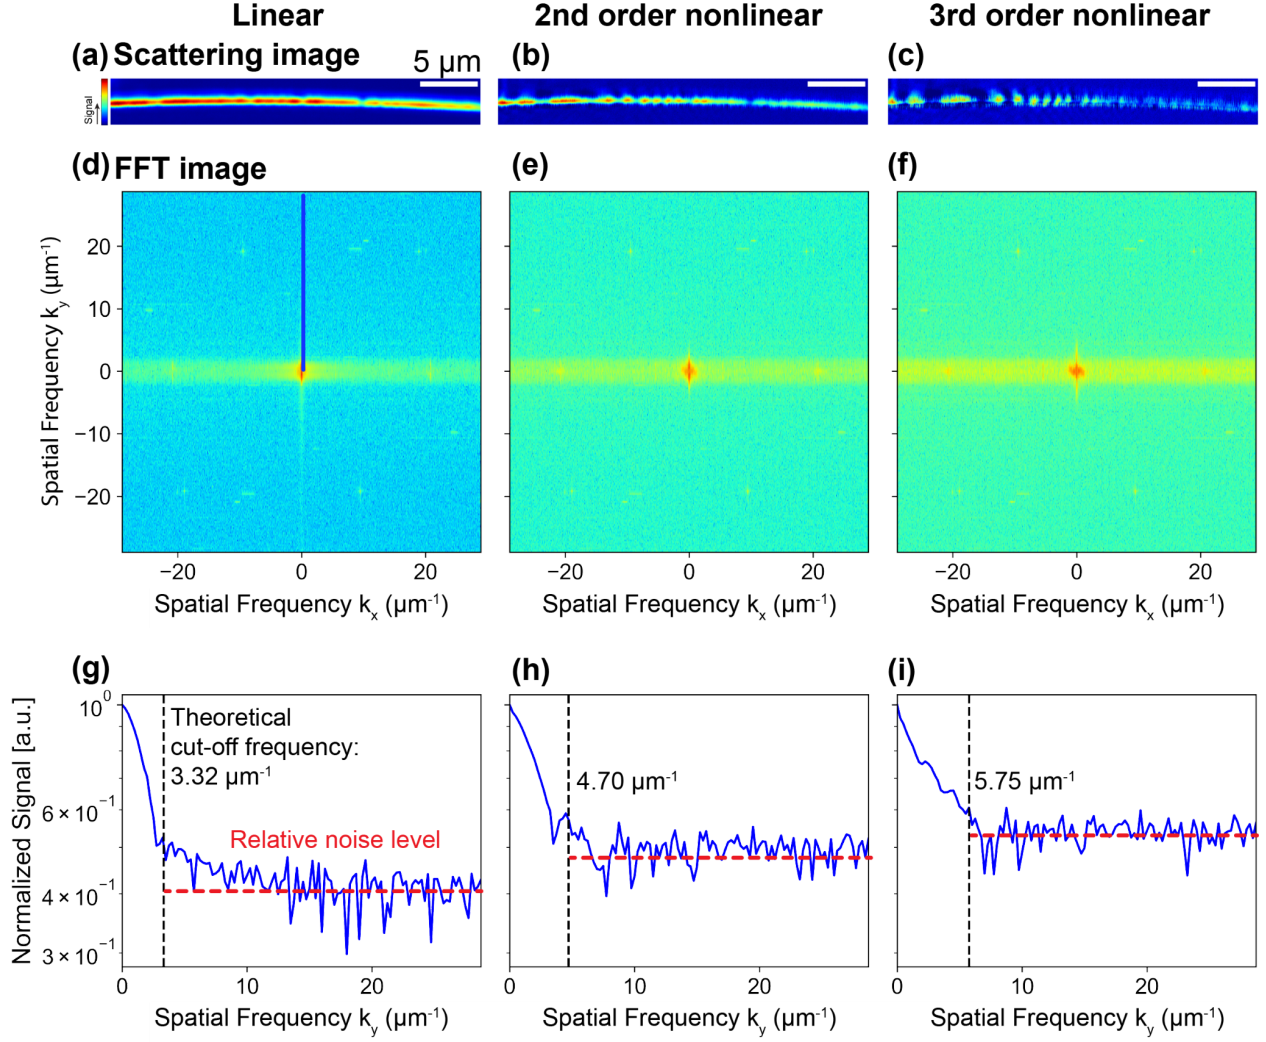 Linear 2nd order nonlinear 3rd order nonlinear
(a) Scattering image 5 µm (b) (c)
Signal
(d) FFT image (e) (f)
Spatial Frequency k_y (µm⁻¹)
20
10
0
−10
−20
−20 0 20 −20 0 20 −20 0 20
Spatial Frequency k_x (µm⁻¹) Spatial Frequency k_x (µm⁻¹) Spatial Frequency k_x (µm⁻¹)
(g) (h) (i)
Normalized Signal [a.u.]
10⁰
6 × 10⁻¹
4 × 10⁻¹
3 × 10⁻¹
Theoretical
cut-off frequency:
3.32 µm⁻¹ 4.70 µm⁻¹ 5.75 µm⁻¹
Relative noise level
0 10 20 0 10 20 0 10 20
Spatial Frequency k_y (µm⁻¹) Spatial Frequency k_y (µm⁻¹) Spatial Frequency k_y (µm⁻¹)